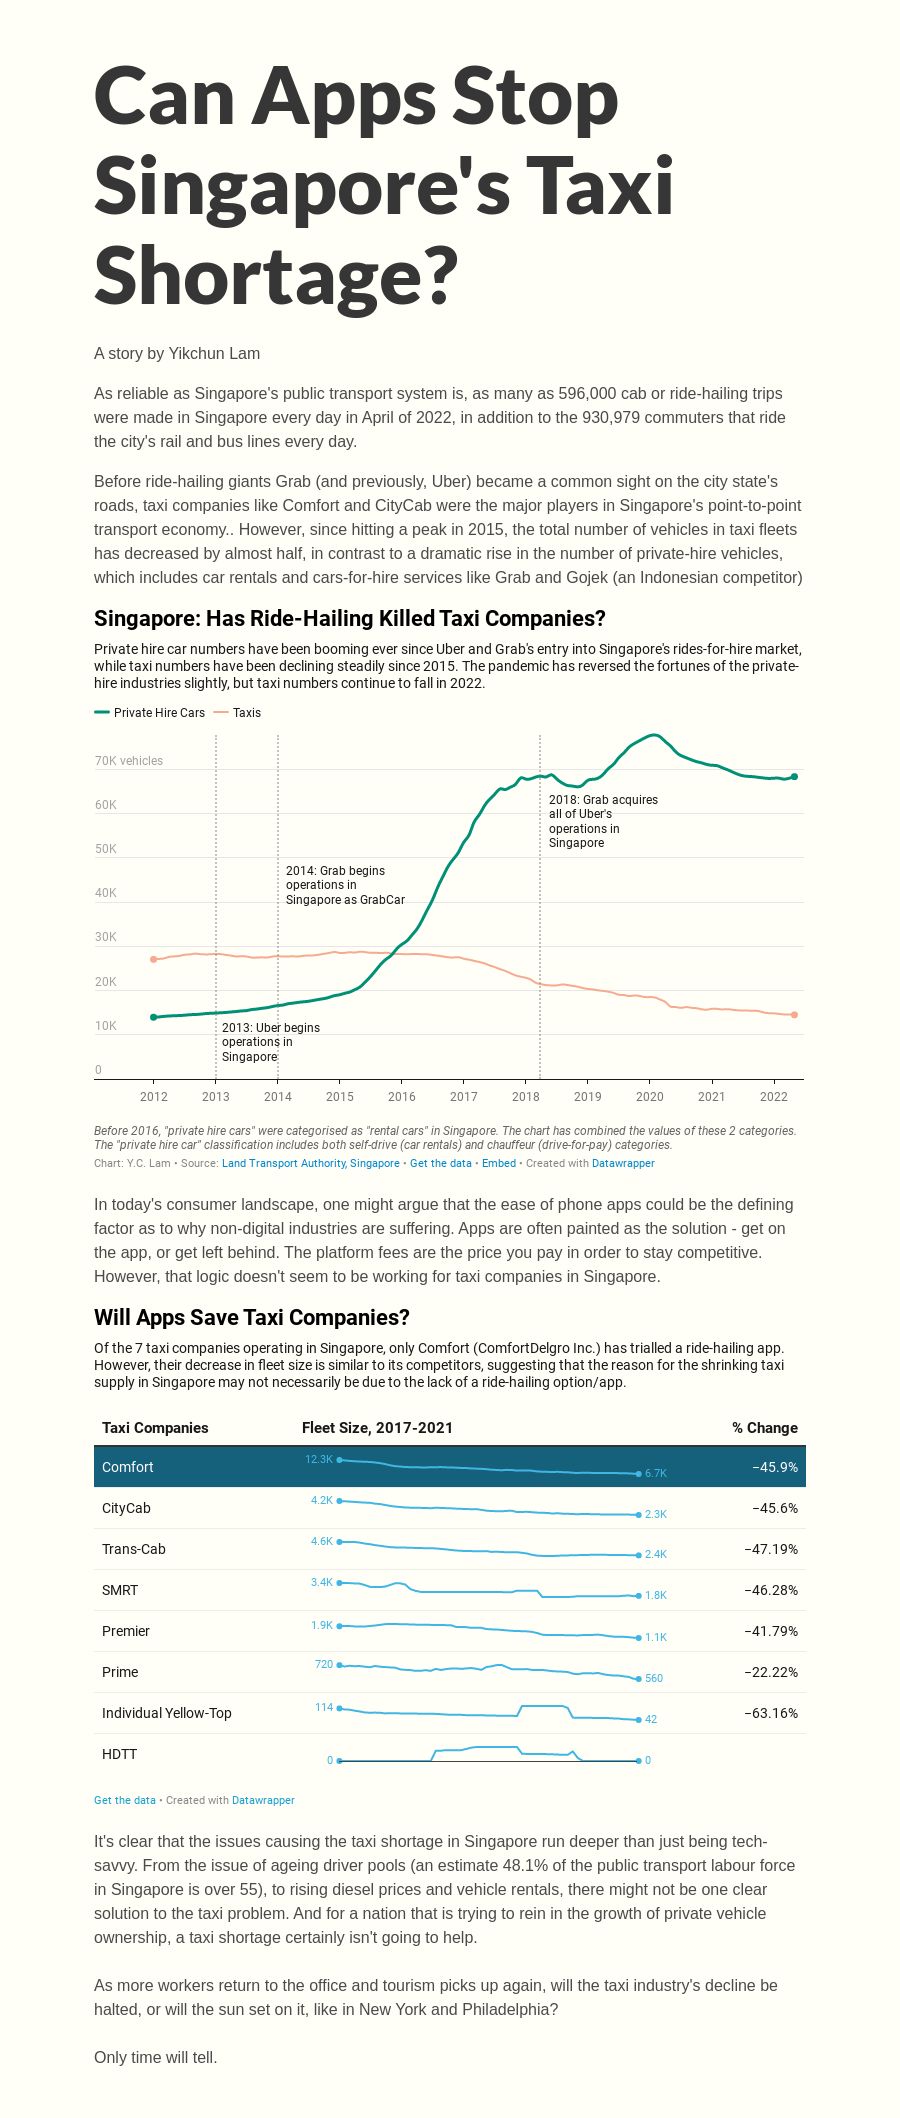 Can Apps Stop
Singapore's Taxi
Shortage?
A story by Yikchun Lam
As reliable as Singapore's public transport system is, as many as 596,000 cab or ride-hailing trips
were made in Singapore every day in April of 2022, in addition to the 930,979 commuters that ride
the city's rail and bus lines every day.
Before ride-hailing giants Grab (and previously, Uber) became a common sight on the city state's
roads, taxi companies like Comfort and CityCab were the major players in Singapore's point-to-point
transport economy.. However, since hitting a peak in 2015, the total number of vehicles in taxi fleets
has decreased by almost half, in contrast to a dramatic rise in the number of private-hire vehicles,
which includes car rentals and cars-for-hire services like Grab and Gojek (an Indonesian competitor)
Singapore: Has Ride-Hailing Killed Taxi Companies?
Private hire car numbers have been booming ever since Uber and Grab's entry into Singapore's rides-for-hire market,
while taxi numbers have been declining steadily since 2015. The pandemic has reversed the fortunes of the private-
hire industries slightly, but taxi numbers continue to fall in 2022.
Private Hire Cars Taxis
70K vehicles
60K
2018: Grab acquires
all of Uber's
operations in
Singapore
50K
2014: Grab begins
operations in
Singapore as GrabCar
40K
30K
20K
10K
2013: Uber begins
operations in
Singapore
0
2012 2013 2014 2015 2016 2017 2018 2019 2020 2021 2022
Before 2016, "private hire cars" were categorised as "rental cars" in Singapore. The chart has combined the values of these 2 categories.
The "private hire car" classification includes both self-drive (car rentals) and chauffeur (drive-for-pay) categories.
Chart: Y.C. Lam • Source: Land Transport Authority, Singapore • Get the data • Embed • Created with Datawrapper
In today's consumer landscape, one might argue that the ease of phone apps could be the defining
factor as to why non-digital industries are suffering. Apps are often painted as the solution - get on
the app, or get left behind. The platform fees are the price you pay in order to stay competitive.
However, that logic doesn't seem to be working for taxi companies in Singapore.
Will Apps Save Taxi Companies?
Of the 7 taxi companies operating in Singapore, only Comfort (ComfortDelgro Inc.) has trialled a ride-hailing app.
However, their decrease in fleet size is similar to its competitors, suggesting that the reason for the shrinking taxi
supply in Singapore may not necessarily be due to the lack of a ride-hailing option/app.
Taxi Companies Fleet Size, 2017-2021 % Change
Comfort 12.3K 6.7K −45.9%
CityCab 4.2K 2.3K −45.6%
Trans-Cab 4.6K 2.4K −47.19%
SMRT 3.4K 1.8K −46.28%
Premier 1.9K 1.1K −41.79%
Prime 720 560 −22.22%
Individual Yellow-Top 114 42 −63.16%
HDTT 0 0
Get the data • Created with Datawrapper
It's clear that the issues causing the taxi shortage in Singapore run deeper than just being tech-
savvy. From the issue of ageing driver pools (an estimate 48.1% of the public transport labour force
in Singapore is over 55), to rising diesel prices and vehicle rentals, there might not be one clear
solution to the taxi problem. And for a nation that is trying to rein in the growth of private vehicle
ownership, a taxi shortage certainly isn't going to help.
As more workers return to the office and tourism picks up again, will the taxi industry's decline be
halted, or will the sun set on it, like in New York and Philadelphia?
Only time will tell.